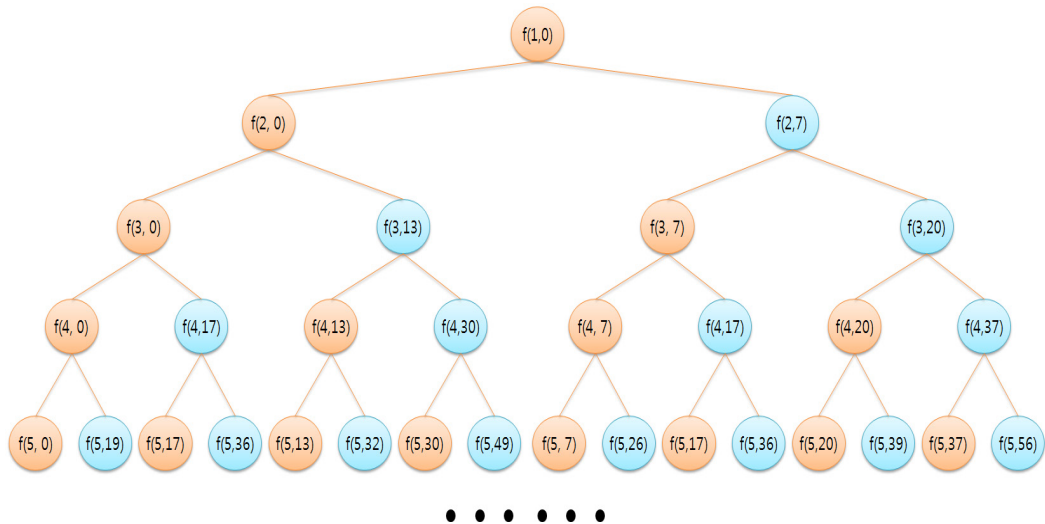 f(1,0)
f(2, 0) f(2,7)
f(3, 0) f(3,13) f(3, 7) f(3,20)
f(4, 0) f(4,17) f(4,13) f(4,30) f(4, 7) f(4,17) f(4,20) f(4,37)
f(5, 0) f(5,19) f(5,17) f(5,36) f(5,13) f(5,32) f(5,30) f(5,49) f(5, 7) f(5,26) f(5,17) f(5,36) f(5,20) f(5,39) f(5,37) f(5,56)
• • • • • •